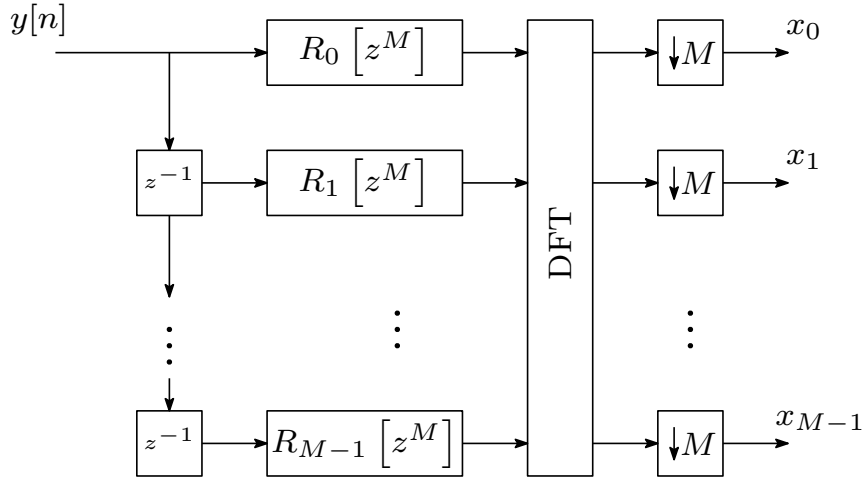 y[n]
R_0 [z^M]
↓M
x_0
z^{-1}
R_1 [z^M]
↓M
x_1
DFT
z^{-1}
R_{M-1} [z^M]
↓M
x_{M-1}